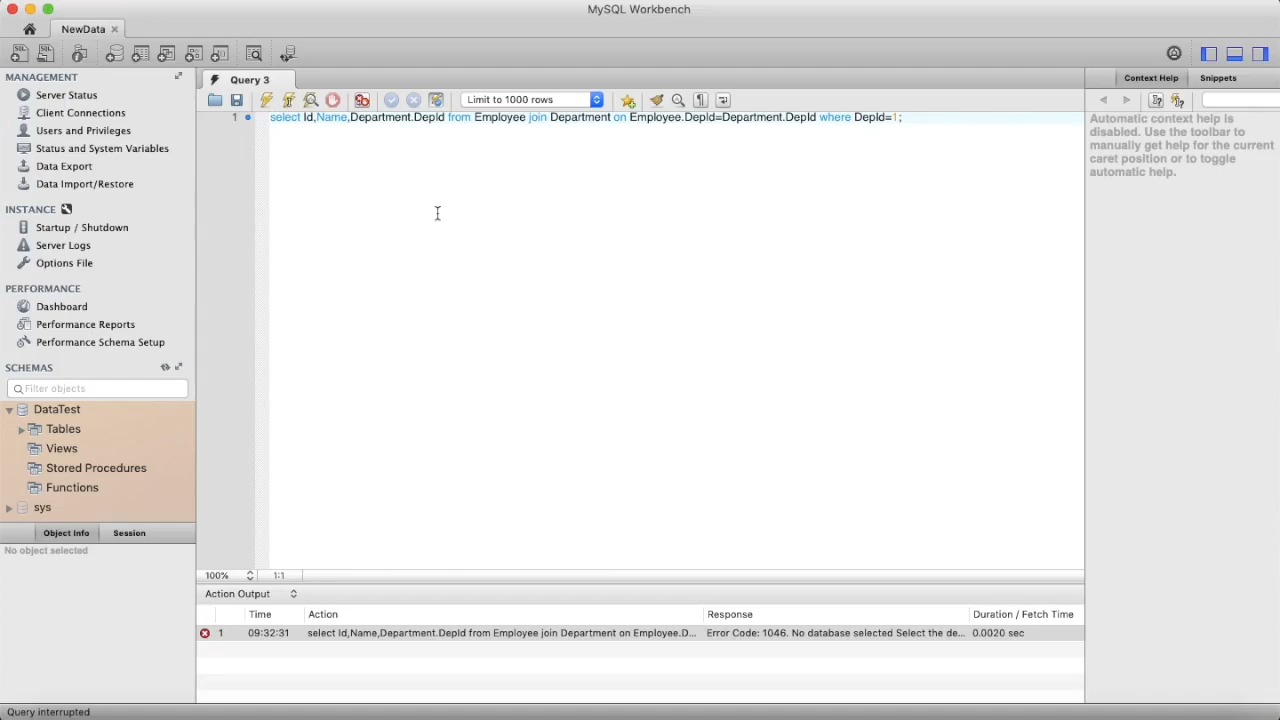 MySQL Workbench
NewData
MANAGEMENT
Server Status
Client Connections
Users and Privileges
Status and System Variables
Data Export
Data Import/Restore
INSTANCE
Startup / Shutdown
Server Logs
Options File
PERFORMANCE
Dashboard
Performance Reports
Performance Schema Setup
SCHEMAS
Filter objects
DataTest
Tables
Views
Stored Procedures
Functions
sys
Object Info Session
No object selected
Query 3
Limit to 1000 rows
1 select Id,Name,Department.DepId from Employee join Department on Employee.DepId=Department.DepId where DepId=1;
100% 1:1
Action Output
Time Action Response Duration / Fetch Time
1 09:32:31 select Id,Name,Department.DepId from Employee join Department on Employee.D... Error Code: 1046. No database selected Select the de... 0.0020 sec
Context Help Snippets
Automatic context help is
disabled. Use the toolbar to
manually get help for the current
caret position or to toggle
automatic help.
Query interrupted